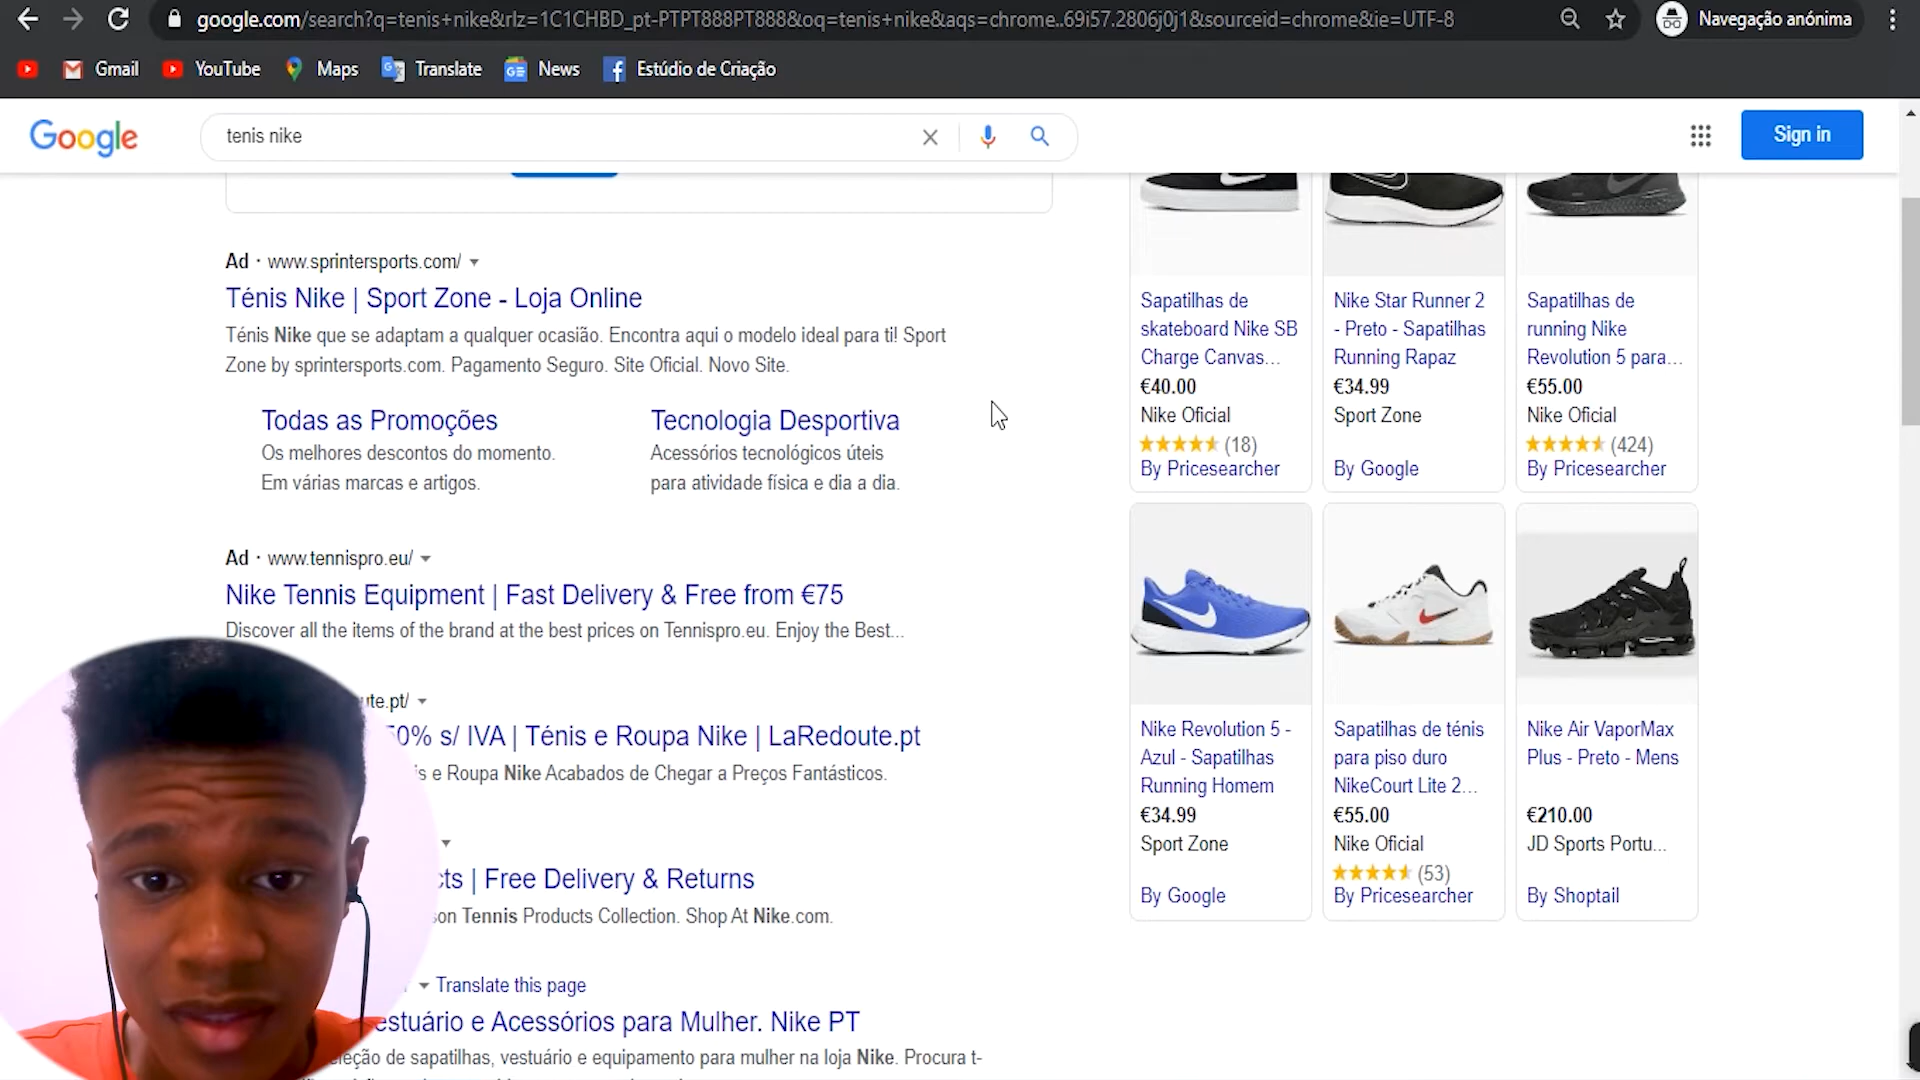 google.com/search?q=tenis+nike&rlz=1C1CHBD_pt-PTPT888PT888&oq=tenis+nike&aqs=chrome..69i57.2806j0j1&sourceid=chrome&ie=UTF-8
Navegação anónima
Gmail
YouTube
Maps
Translate
News
Estúdio de Criação
Google
tenis nike
Sign in
Ad · www.sprintersports.com/
Ténis Nike | Sport Zone - Loja Online
Ténis Nike que se adaptam a qualquer ocasião. Encontra aqui o modelo ideal para ti! Sport
Zone by sprintersports.com. Pagamento Seguro. Site Oficial. Novo Site.
Todas as Promoções
Os melhores descontos do momento.
Em várias marcas e artigos.
Tecnologia Desportiva
Acessórios tecnológicos úteis
para atividade física e dia a dia.
Ad · www.tennispro.eu/
Nike Tennis Equipment | Fast Delivery & Free from €75
Discover all the items of the brand at the best prices on Tennispro.eu. Enjoy the Best...
ute.pt/
0% s/ IVA | Ténis e Roupa Nike | LaRedoute.pt
is e Roupa Nike Acabados de Chegar a Preços Fantásticos.
cts | Free Delivery & Returns
on Tennis Products Collection. Shop At Nike.com.
Translate this page
estuário e Acessórios para Mulher. Nike PT
leção de sapatilhas, vestuário e equipamento para mulher na loja Nike. Procura t-
Sapatilhas de
skateboard Nike SB
Charge Canvas...
€40.00
Nike Oficial
(18)
By Pricesearcher
Nike Star Runner 2
- Preto - Sapatilhas
Running Rapaz
€34.99
Sport Zone
By Google
Sapatilhas de
running Nike
Revolution 5 para...
€55.00
Nike Oficial
(424)
By Pricesearcher
Nike Revolution 5 -
Azul - Sapatilhas
Running Homem
€34.99
Sport Zone
By Google
Sapatilhas de ténis
para piso duro
NikeCourt Lite 2...
€55.00
Nike Oficial
(53)
By Pricesearcher
Nike Air VaporMax
Plus - Preto - Mens
€210.00
JD Sports Portu...
By Shoptail